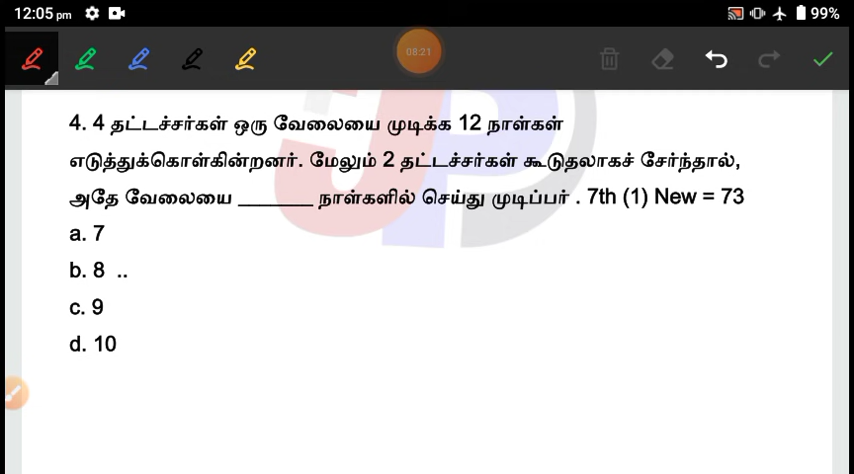 12:05 pm 99%
08:21
4. 4 தட்டச்சர்கள் ஒரு வேலையை முடிக்க 12 நாள்கள்
எடுத்துக்கொள்கின்றனர். மேலும் 2 தட்டச்சர்கள் கூடுதலாகச் சேர்ந்தால்,
அதே வேலையை _______ நாள்களில் செய்து முடிப்பர் . 7th (1) New = 73
a. 7
b. 8 ..
c. 9
d. 10